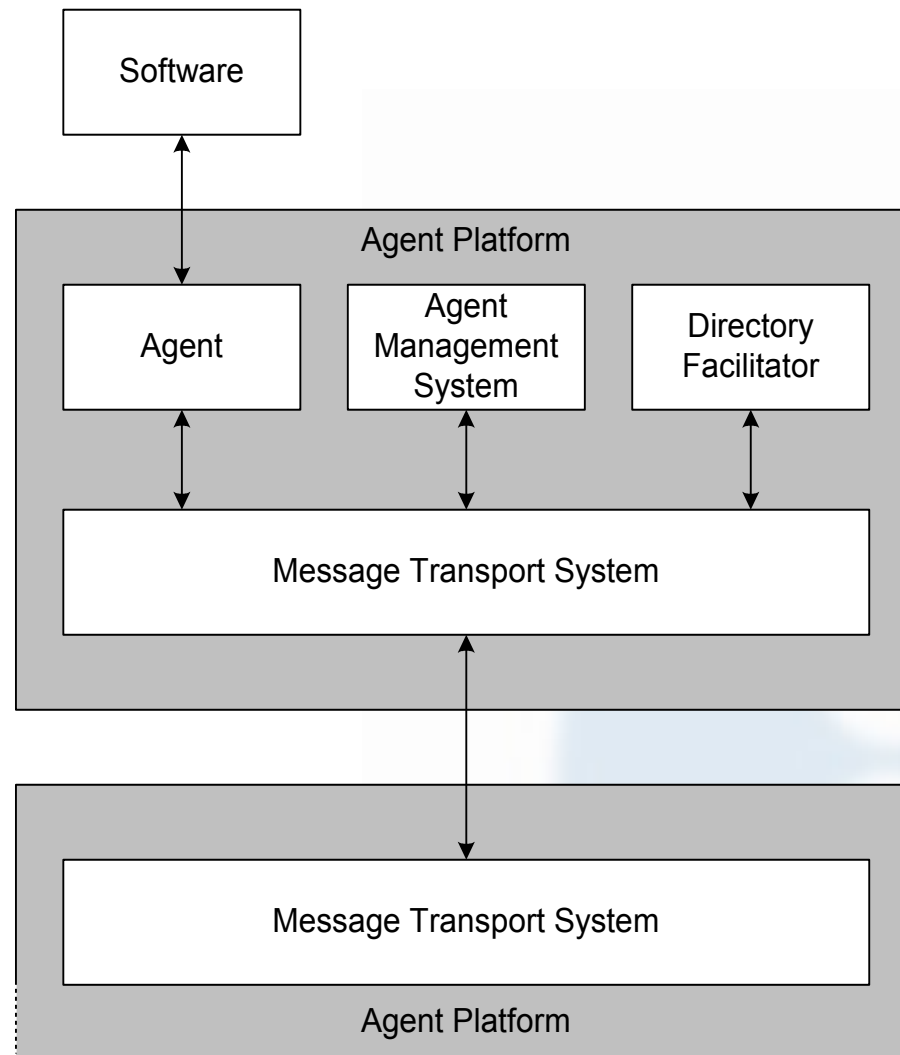 Software
Agent Platform
Agent
Agent
Management
System
Directory
Facilitator
Message Transport System
Message Transport System
Agent Platform